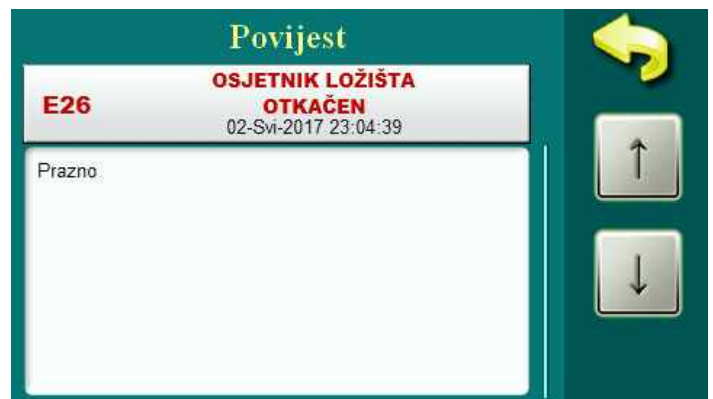 Povijest
E26
OSJETNIK LOŽIŠTA
OTKAČEN
02-Svi-2017 23:04:39
Prazno